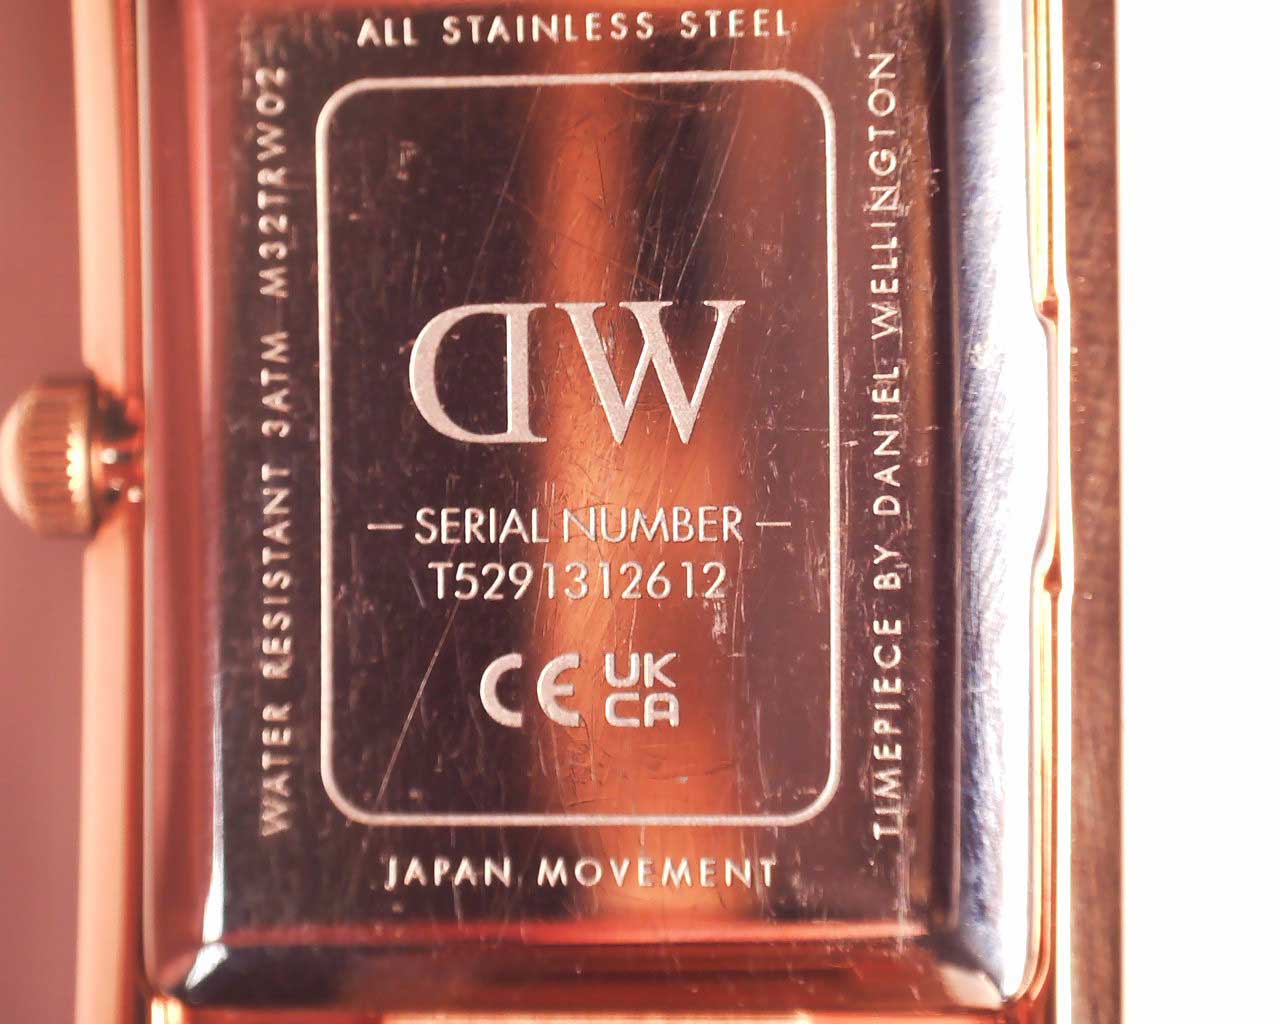 ALL STAINLESS STEEL
WATER RESISTANT 3ATM M32TRW02
DW
— SERIAL NUMBER —
T5291312612
CE UK
CA
TIMEPIECE BY DANIEL WELLINGTON
JAPAN MOVEMENT